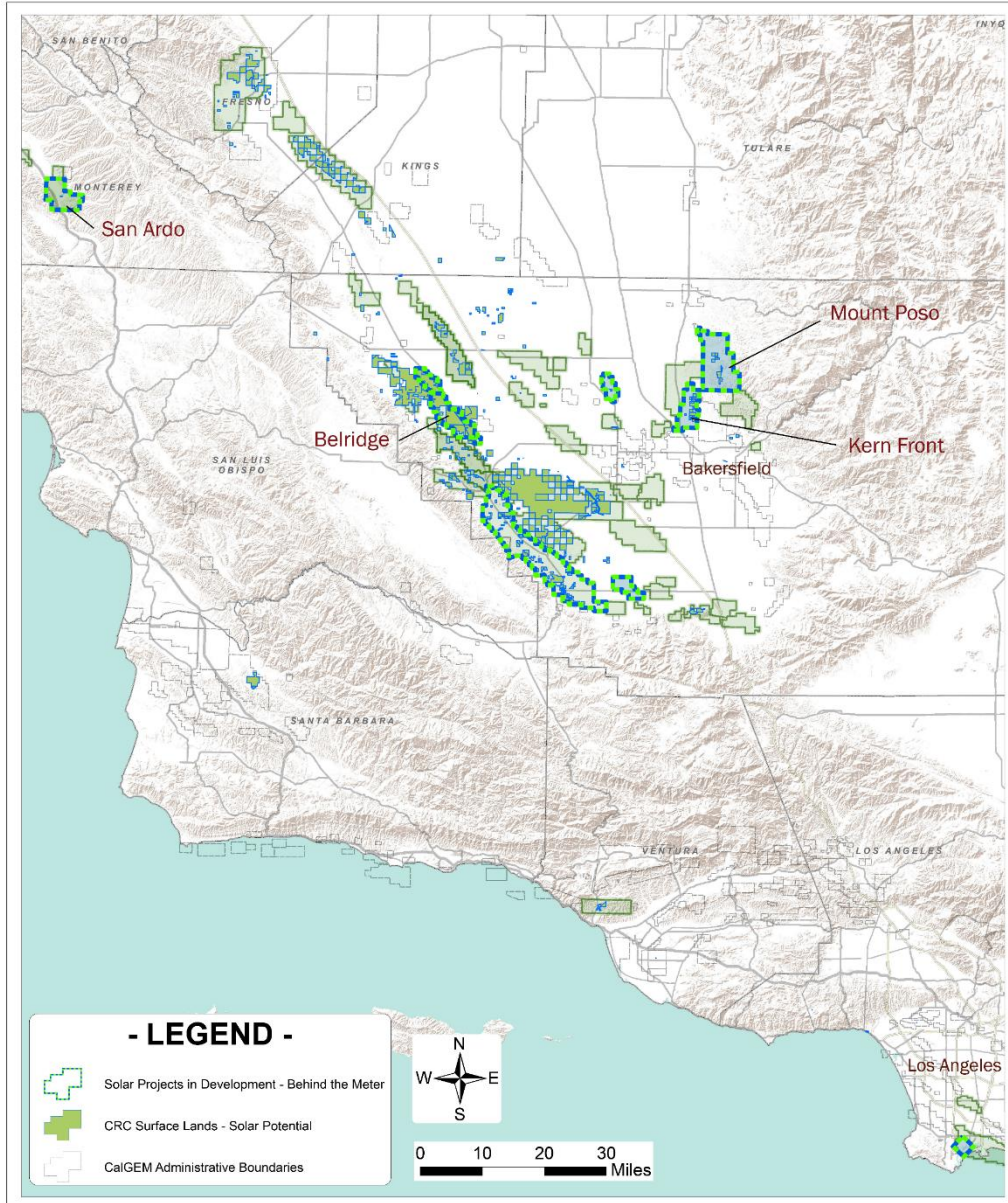 SAN BENITO
INYO
FRESNO
TULARE
KINGS
MONTEREY
San Ardo
Mount Poso
Belridge
Kern Front
SAN LUIS
OBISPO
Bakersfield
SANTA BARBARA
VENTURA
LOS ANGELES
- LEGEND -
Solar Projects in Development - Behind the Meter
CRC Surface Lands - Solar Potential
CalGEM Administrative Boundaries
N
W
E
S
0 10 20 30
Miles
Los Angeles